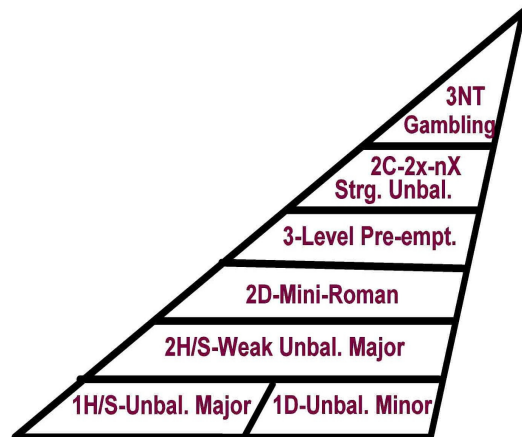 3NT
Gambling
2C-2x-nX
Strg. Unbal.
3-Level Pre-empt.
2D-Mini-Roman
2H/S-Weak Unbal. Major
1H/S-Unbal. Major
1D-Unbal. Minor